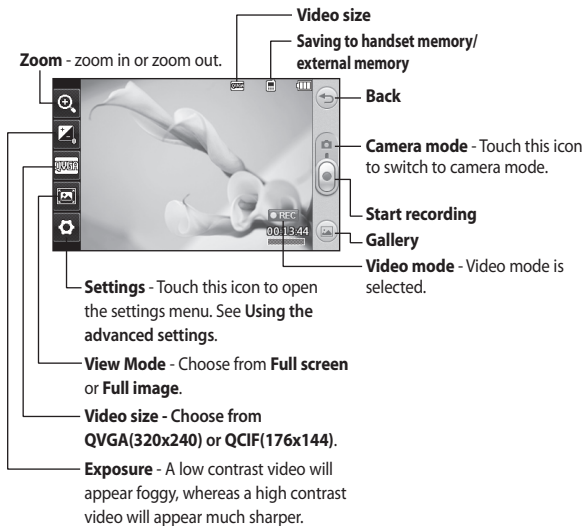 Video size
Saving to handset memory/
external memory
Zoom - zoom in or zoom out.
Back
Camera mode - Touch this icon
to switch to camera mode.
QVGA
REC
00:13:44
Start recording
Gallery
Video mode - Video mode is
selected.
Settings - Touch this icon to open
the settings menu. See Using the
advanced settings.
View Mode - Choose from Full screen
or Full image.
Video size - Choose from
QVGA(320x240) or QCIF(176x144).
Exposure - A low contrast video will
appear foggy, whereas a high contrast
video will appear much sharper.